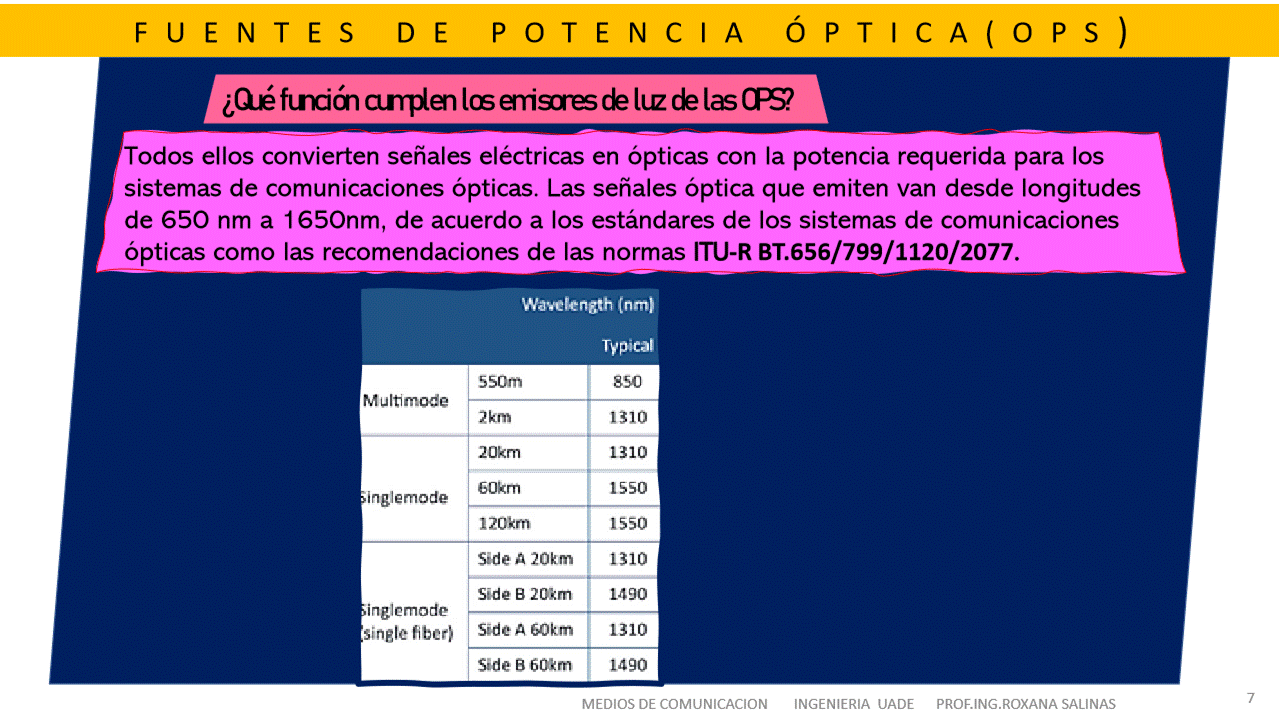 FUENTES DE POTENCIA ÓPTICA(OPS)
¿Qué función cumplen los emisores de luz de las OPS?
Todos ellos convierten señales eléctricas en ópticas con la potencia requerida para los
sistemas de comunicaciones ópticas. Las señales óptica que emiten van desde longitudes
de 650 nm a 1650nm, de acuerdo a los estándares de los sistemas de comunicaciones
ópticas como las recomendaciones de las normas ITU-R BT.656/799/1120/2077.
Wavelength (nm)
Typical
Multimode
550m 850
2km 1310
Singlemode
20km 1310
60km 1550
120km 1550
Singlemode
(single fiber)
Side A 20km 1310
Side B 20km 1490
Side A 60km 1310
Side B 60km 1490
MEDIOS DE COMUNICACION INGENIERIA UADE PROF.ING.ROXANA SALINAS
7